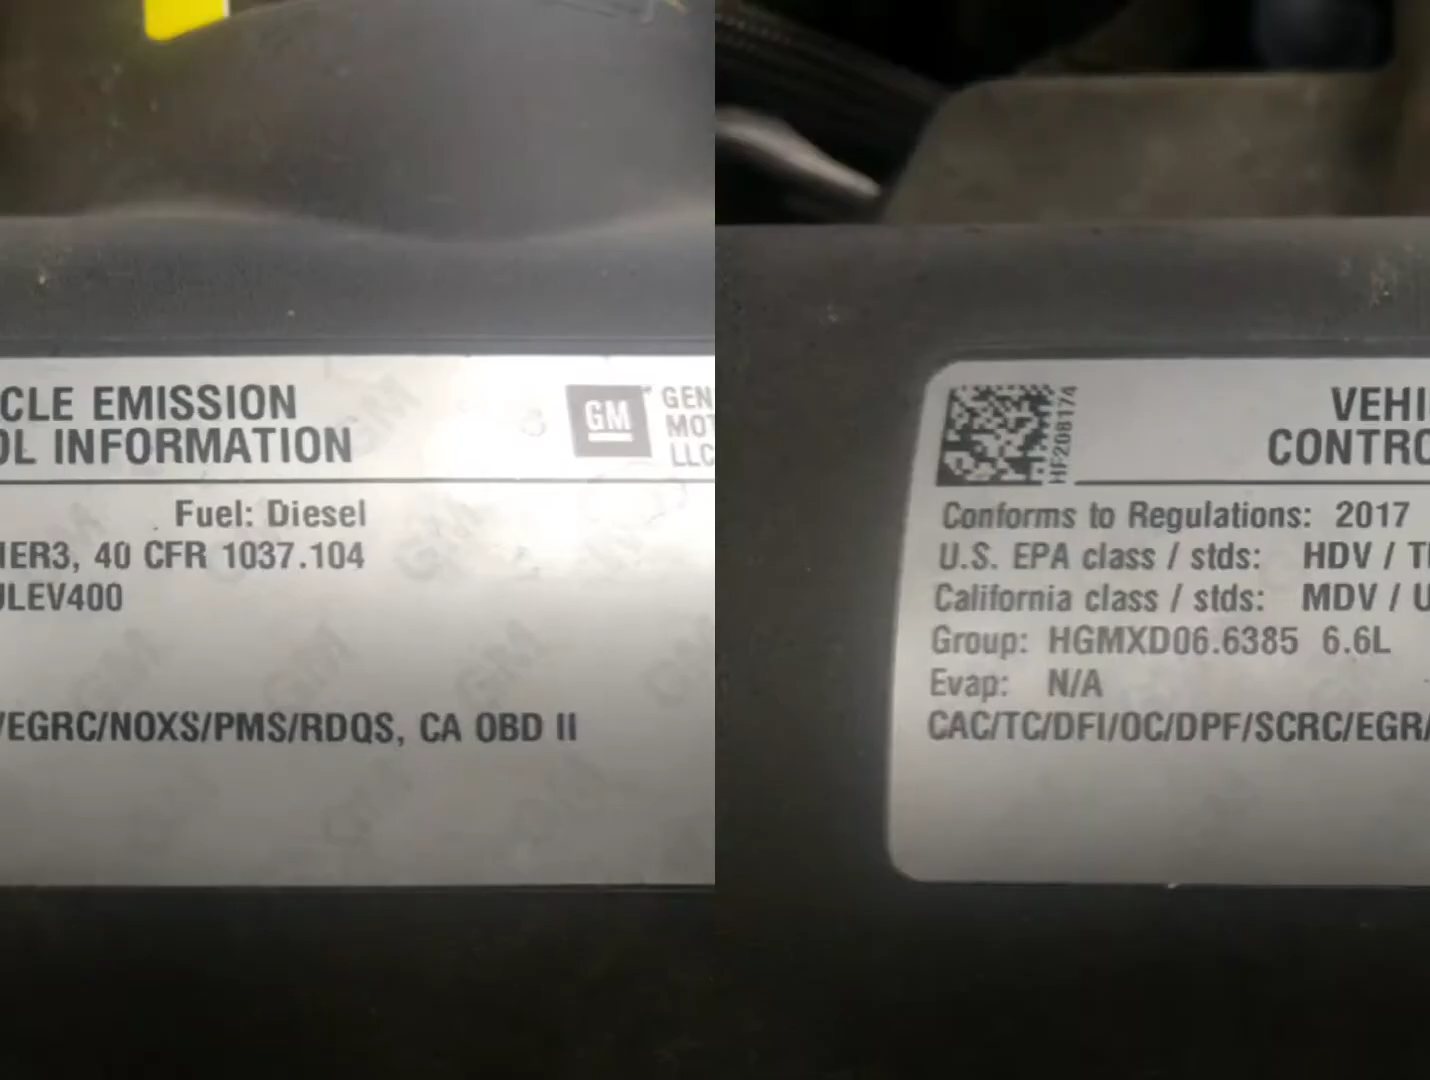 CLE EMISSION
OL INFORMATION
GM
GEN
MOT
LLC
Fuel: Diesel
IER3, 40 CFR 1037.104
ULEV400
/EGRC/NOXS/PMS/RDQS, CA OBD II
HF208174
VEHI
CONTRO
Conforms to Regulations: 2017
U.S. EPA class / stds: HDV / TI
California class / stds: MDV / U
Group: HGMXD06.6385 6.6L
Evap: N/A
CAC/TC/DFI/OC/DPF/SCRC/EGR/